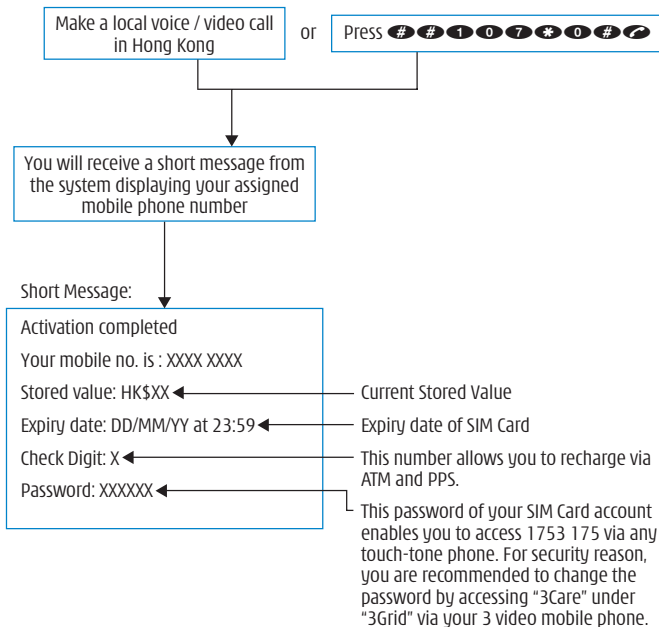 Make a local voice / video call
in Hong Kong
or
Press ##107*0#
You will receive a short message from
the system displaying your assigned
mobile phone number
Short Message:
Activation completed
Your mobile no. is : XXXX XXXX
Stored value: HK$XX
Current Stored Value
Expiry date: DD/MM/YY at 23:59
Expiry date of SIM Card
Check Digit: X
This number allows you to recharge via
ATM and PPS.
Password: XXXXXX
This password of your SIM Card account
enables you to access 1753 175 via any
touch-tone phone. For security reason,
you are recommended to change the
password by accessing “3Care” under
“3Grid” via your 3 video mobile phone.